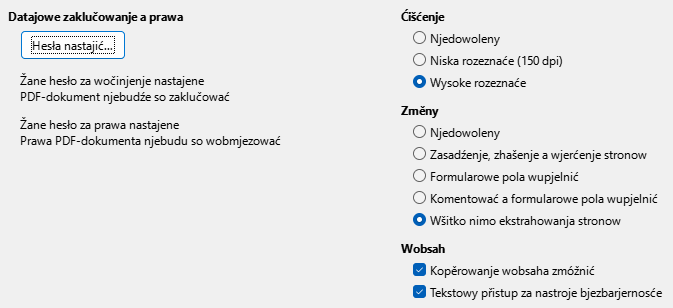 Datajowe zaklučowanje a prawa
Hesła nastajić...
Žane hesło za wočinjenje nastajene
PDF-dokument njebudźe so zaklučować
Žane hesło za prawa nastajene
Prawa PDF-dokumenta njebudu so wobmjezować
Ćišćenje
Njedowoleny
Niska rozeznaće (150 dpi)
Wysoke rozeznaće
Změny
Njedowoleny
Zasadźenje, zhašenje a wjerćenje stronow
Formularowe pola wupjelnić
Komentować a formularowe pola wupjelnić
Wšitko nimo ekstrahowanja stronow
Wobsah
Kopěrowanje wobsaha zmóžnić
Tekstowy přistup za nastroje bjezbarjernosće